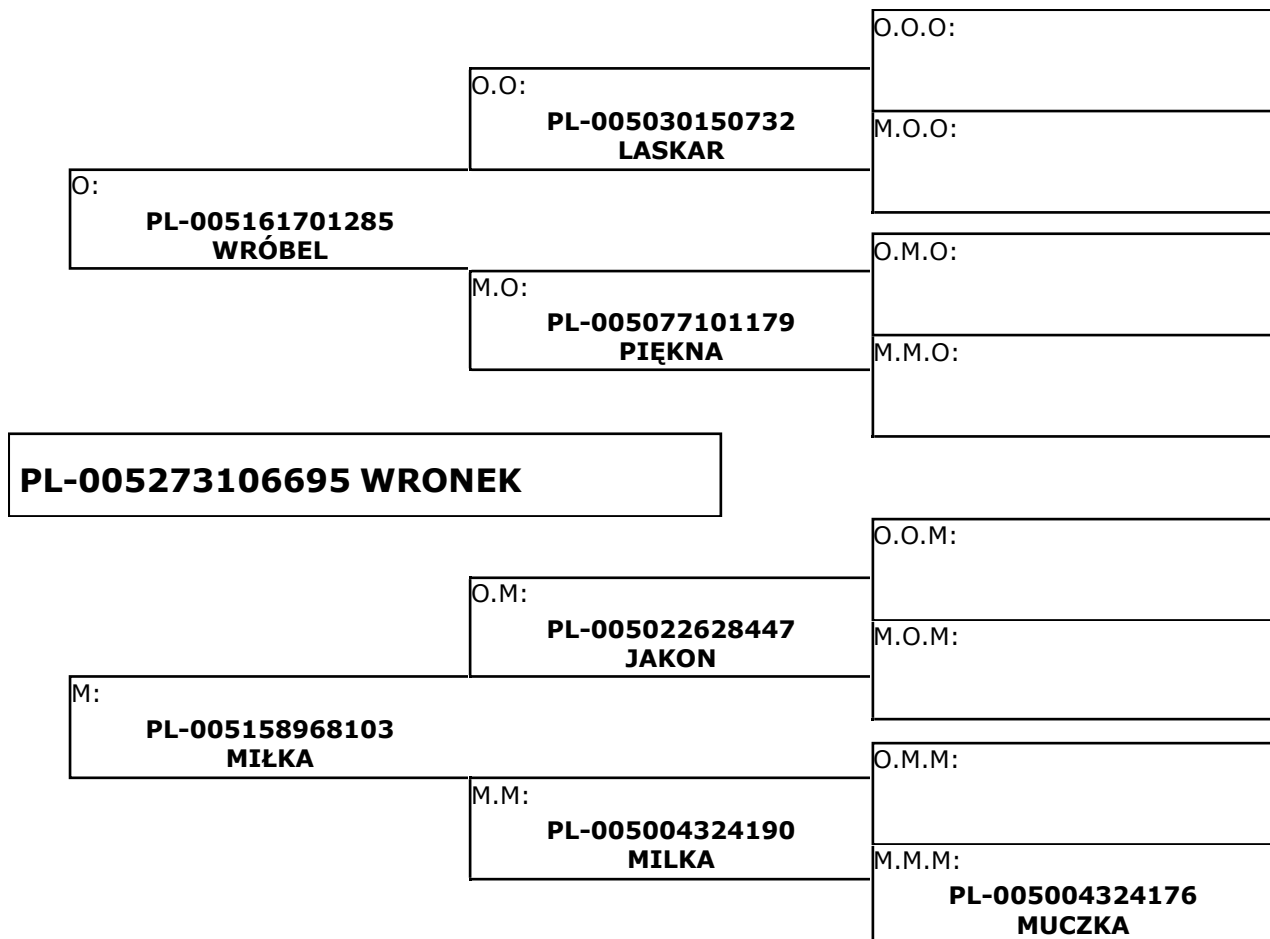 O.O.O:
O.O:
PL-005030150732
LASKAR
M.O.O:
O:
PL-005161701285
WRÓBEL
O.M.O:
M.O:
PL-005077101179
PIĘKNA
M.M.O:
PL-005273106695 WRONEK
O.O.M:
O.M:
PL-005022628447
JAKON
M.O.M:
M:
PL-005158968103
MIŁKA
O.M.M:
M.M:
PL-005004324190
MILKA
M.M.M:
PL-005004324176
MUCZKA